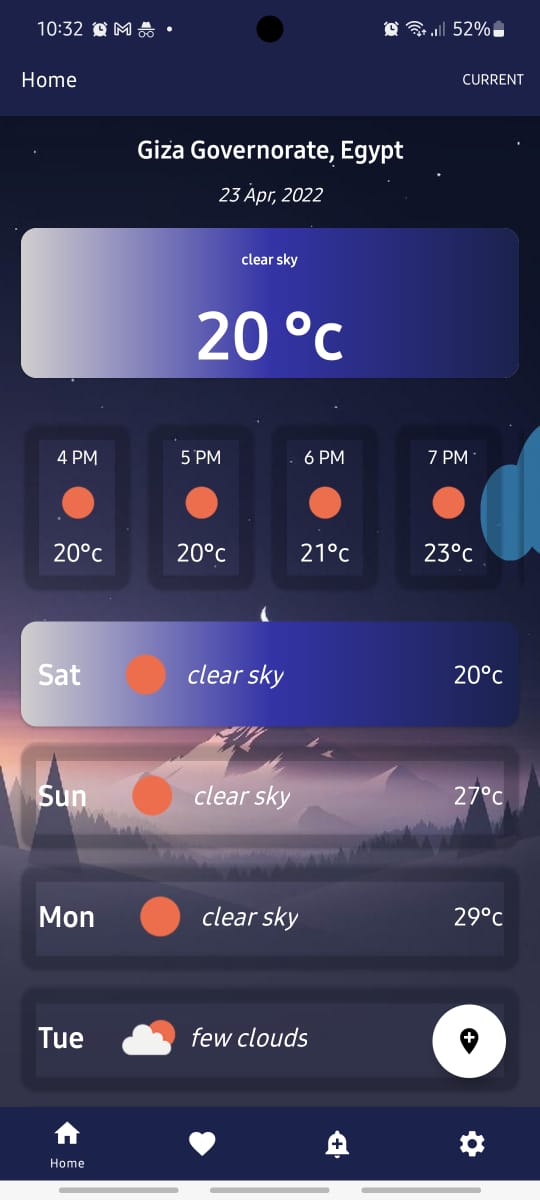 10:32 52%
Home CURRENT
Giza Governorate, Egypt
23 Apr, 2022
clear sky
20 °c
4 PM 5 PM 6 PM 7 PM
20°c 20°c 21°c 23°c
Sat clear sky 20°c
Sun clear sky 27°c
Mon clear sky 29°c
Tue few clouds
Home